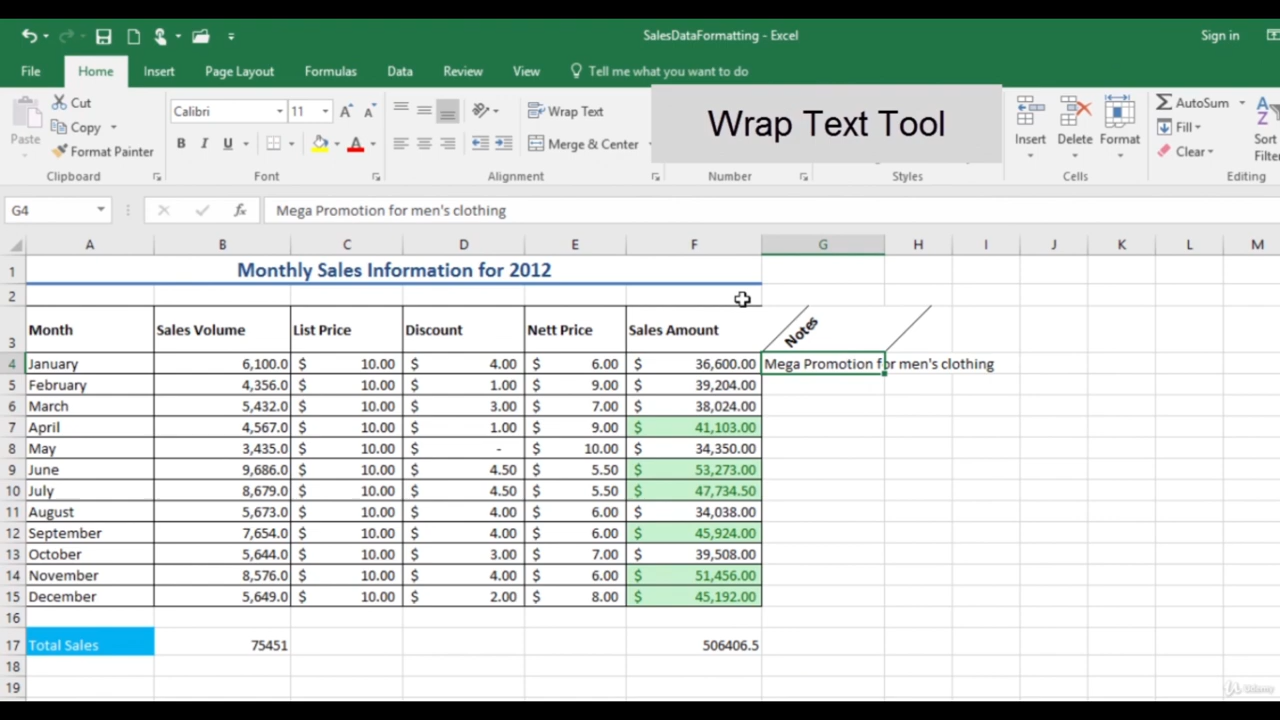 SalesDataFormatting - Excel
Sign in
File Home Insert Page Layout Formulas Data Review View Tell me what you want to do
Cut
Copy
Format Painter
Paste
Calibri 11 A A
B I U A
Wrap Text
Merge & Center
Wrap Text Tool
Insert Delete Format
AutoSum
Fill
Clear
Sort
Filter
Clipboard Font Alignment Number Styles Cells Editing
G4 fx Mega Promotion for men's clothing
A B C D E F G H I J K L M
1 Monthly Sales Information for 2012
2
3 Month Sales Volume List Price Discount Nett Price Sales Amount Notes
4 January 6,100.0 $ 10.00 $ 4.00 $ 6.00 $ 36,600.00 Mega Promotion for men's clothing
5 February 4,356.0 $ 10.00 $ 1.00 $ 9.00 $ 39,204.00
6 March 5,432.0 $ 10.00 $ 3.00 $ 7.00 $ 38,024.00
7 April 4,567.0 $ 10.00 $ 1.00 $ 9.00 $ 41,103.00
8 May 3,435.0 $ 10.00 $ - $ 10.00 $ 34,350.00
9 June 9,686.0 $ 10.00 $ 4.50 $ 5.50 $ 53,273.00
10 July 8,679.0 $ 10.00 $ 4.50 $ 5.50 $ 47,734.50
11 August 5,673.0 $ 10.00 $ 4.00 $ 6.00 $ 34,038.00
12 September 7,654.0 $ 10.00 $ 4.00 $ 6.00 $ 45,924.00
13 October 5,644.0 $ 10.00 $ 3.00 $ 7.00 $ 39,508.00
14 November 8,576.0 $ 10.00 $ 4.00 $ 6.00 $ 51,456.00
15 December 5,649.0 $ 10.00 $ 2.00 $ 8.00 $ 45,192.00
16
17 Total Sales 75451 506406.5
18
19
Udemy